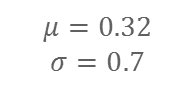 μ = 0.32
σ = 0.7